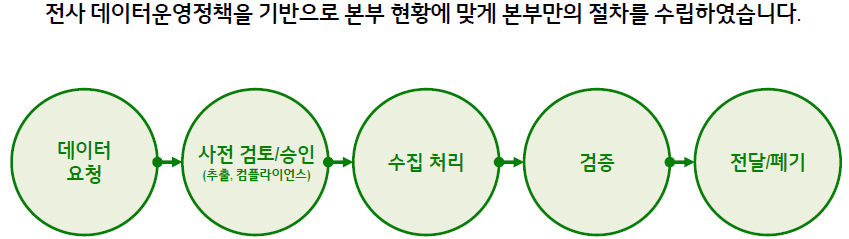 전사 데이터운영정책을 기반으로 본부 현황에 맞게 본부만의 절차를 수립하였습니다.
데이터
요청
사전 검토/승인
(추출, 컴플라이언스)
수집 처리
검증
전달/폐기